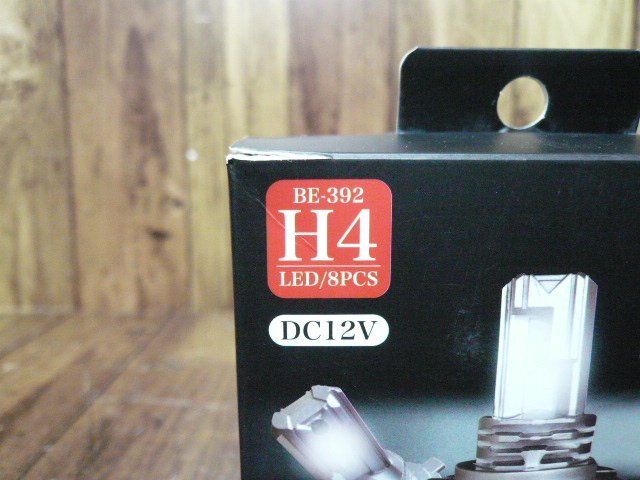 BE-392
H4
LED/8PCS
DC12V